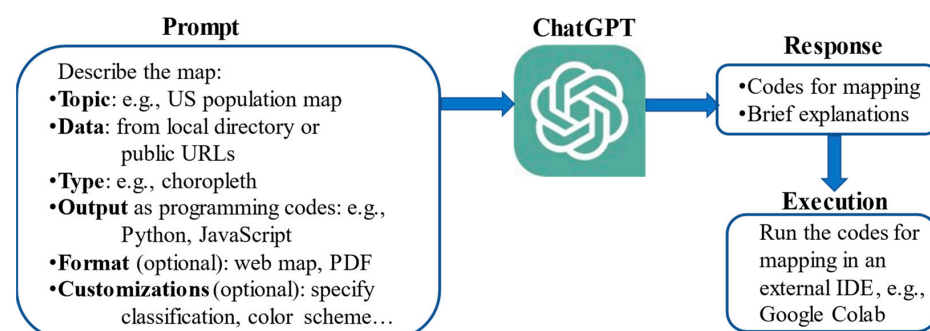 Prompt
Describe the map:
•Topic: e.g., US population map
•Data: from local directory or
public URLs
•Type: e.g., choropleth
•Output as programming codes: e.g.,
Python, JavaScript
•Format (optional): web map, PDF
•Customizations (optional): specify
classification, color scheme…
ChatGPT
Response
•Codes for mapping
•Brief explanations
Execution
Run the codes for
mapping in an
external IDE, e.g.,
Google Colab